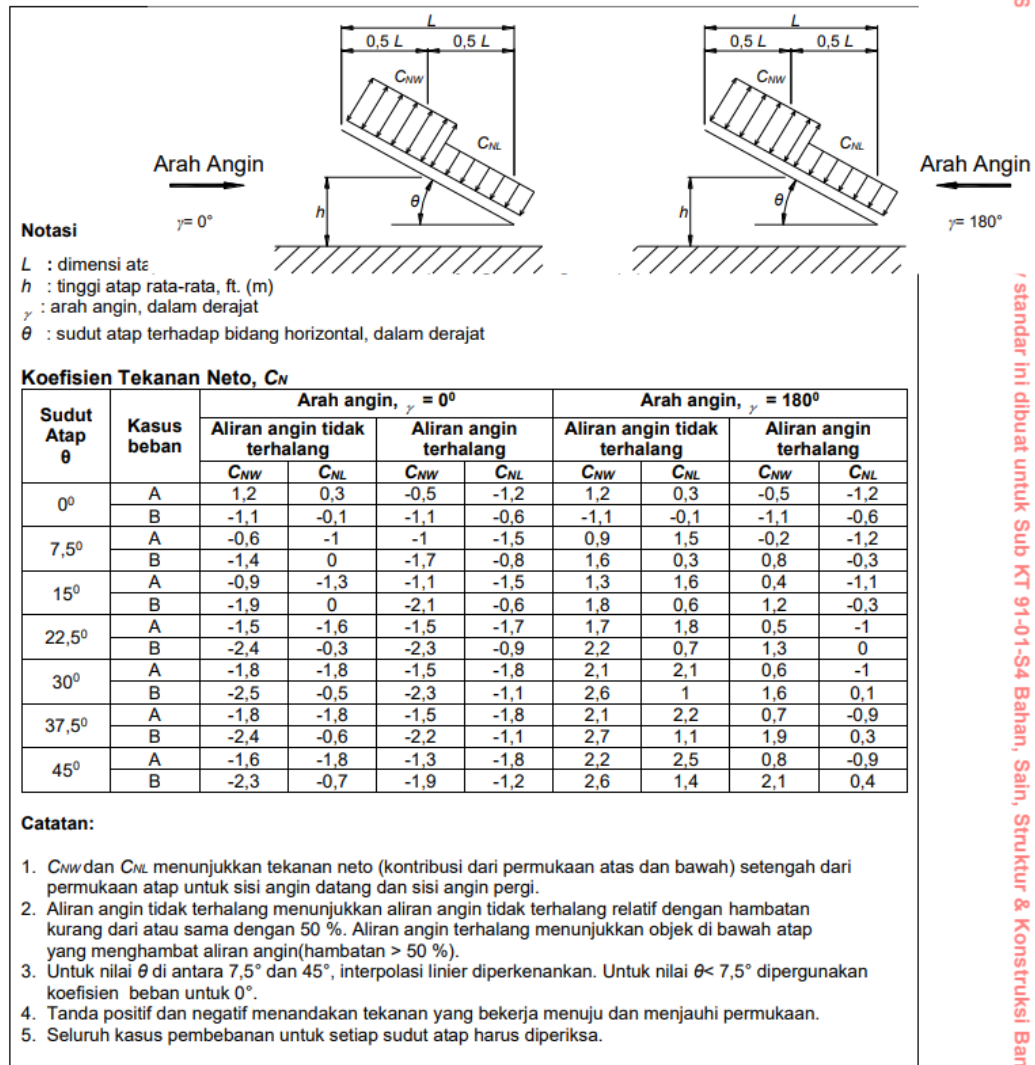 L
0,5 L 0,5 L
CNW
CNL
Arah Angin
γ= 0°
h
θ
L
0,5 L 0,5 L
CNW
CNL
Arah Angin
γ= 180°
h
θ
Notasi
L : dimensi ata
h : tinggi atap rata-rata, ft. (m)
γ : arah angin, dalam derajat
θ : sudut atap terhadap bidang horizontal, dalam derajat
Koefisien Tekanan Neto, CN
Sudut Atap θ Kasus beban Arah angin, γ = 0⁰ Arah angin, γ = 180⁰
Aliran angin tidak terhalang Aliran angin terhalang Aliran angin tidak terhalang Aliran angin terhalang
CNW CNL CNW CNL CNW CNL CNW CNL
0⁰ A 1,2 0,3 -0,5 -1,2 1,2 0,3 -0,5 -1,2
B -1,1 -0,1 -1,1 -0,6 -1,1 -0,1 -1,1 -0,6
7,5⁰ A -0,6 -1 -1 -1,5 0,9 1,5 -0,2 -1,2
B -1,4 0 -1,7 -0,8 1,6 0,3 0,8 -0,3
15⁰ A -0,9 -1,3 -1,1 -1,5 1,3 1,6 0,4 -1,1
B -1,9 0 -2,1 -0,6 1,8 0,6 1,2 -0,3
22,5⁰ A -1,5 -1,6 -1,5 -1,7 1,7 1,8 0,5 -1
B -2,4 -0,3 -2,3 -0,9 2,2 0,7 1,3 0
30⁰ A -1,8 -1,8 -1,5 -1,8 2,1 2,1 0,6 -1
B -2,5 -0,5 -2,3 -1,1 2,6 1 1,6 0,1
37,5⁰ A -1,8 -1,8 -1,5 -1,8 2,1 2,2 0,7 -0,9
B -2,4 -0,6 -2,2 -1,1 2,7 1,1 1,9 0,3
45⁰ A -1,6 -1,8 -1,3 -1,8 2,2 2,5 0,8 -0,9
B -2,3 -0,7 -1,9 -1,2 2,6 1,4 2,1 0,4
Catatan:
1. CNW dan CNL menunjukkan tekanan neto (kontribusi dari permukaan atas dan bawah) setengah dari
permukaan atap untuk sisi angin datang dan sisi angin pergi.
2. Aliran angin tidak terhalang menunjukkan aliran angin tidak terhalang relatif dengan hambatan
kurang dari atau sama dengan 50 %. Aliran angin terhalang menunjukkan objek di bawah atap
yang menghambat aliran angin(hambatan > 50 %).
3. Untuk nilai θ di antara 7,5° dan 45°, interpolasi linier diperkenankan. Untuk nilai θ< 7,5° dipergunakan
koefisien beban untuk 0°.
4. Tanda positif dan negatif menandakan tekanan yang bekerja menuju dan menjauhi permukaan.
5. Seluruh kasus pembebanan untuk setiap sudut atap harus diperiksa.
standar ini dibuat untuk Sub KT 91-01-S4 Bahan, Sain, Struktur & Konstruksi Ban